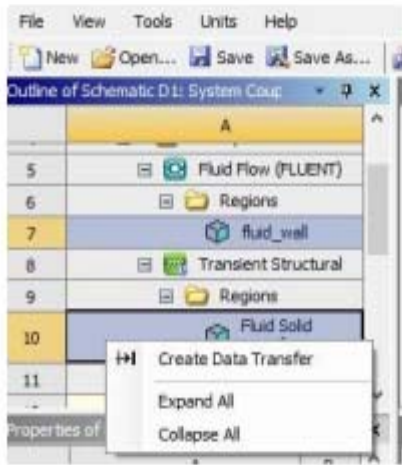 File View Tools Units Help
New Open... Save Save As...
Outline of Schematic D1: System Coup
A
5 Fluid Flow (FLUENT)
6 Regions
7 fluid_wall
8 Transient Structural
9 Regions
10 Fluid Solid
Create Data Transfer
11
Expand All
Properties of
Collapse All